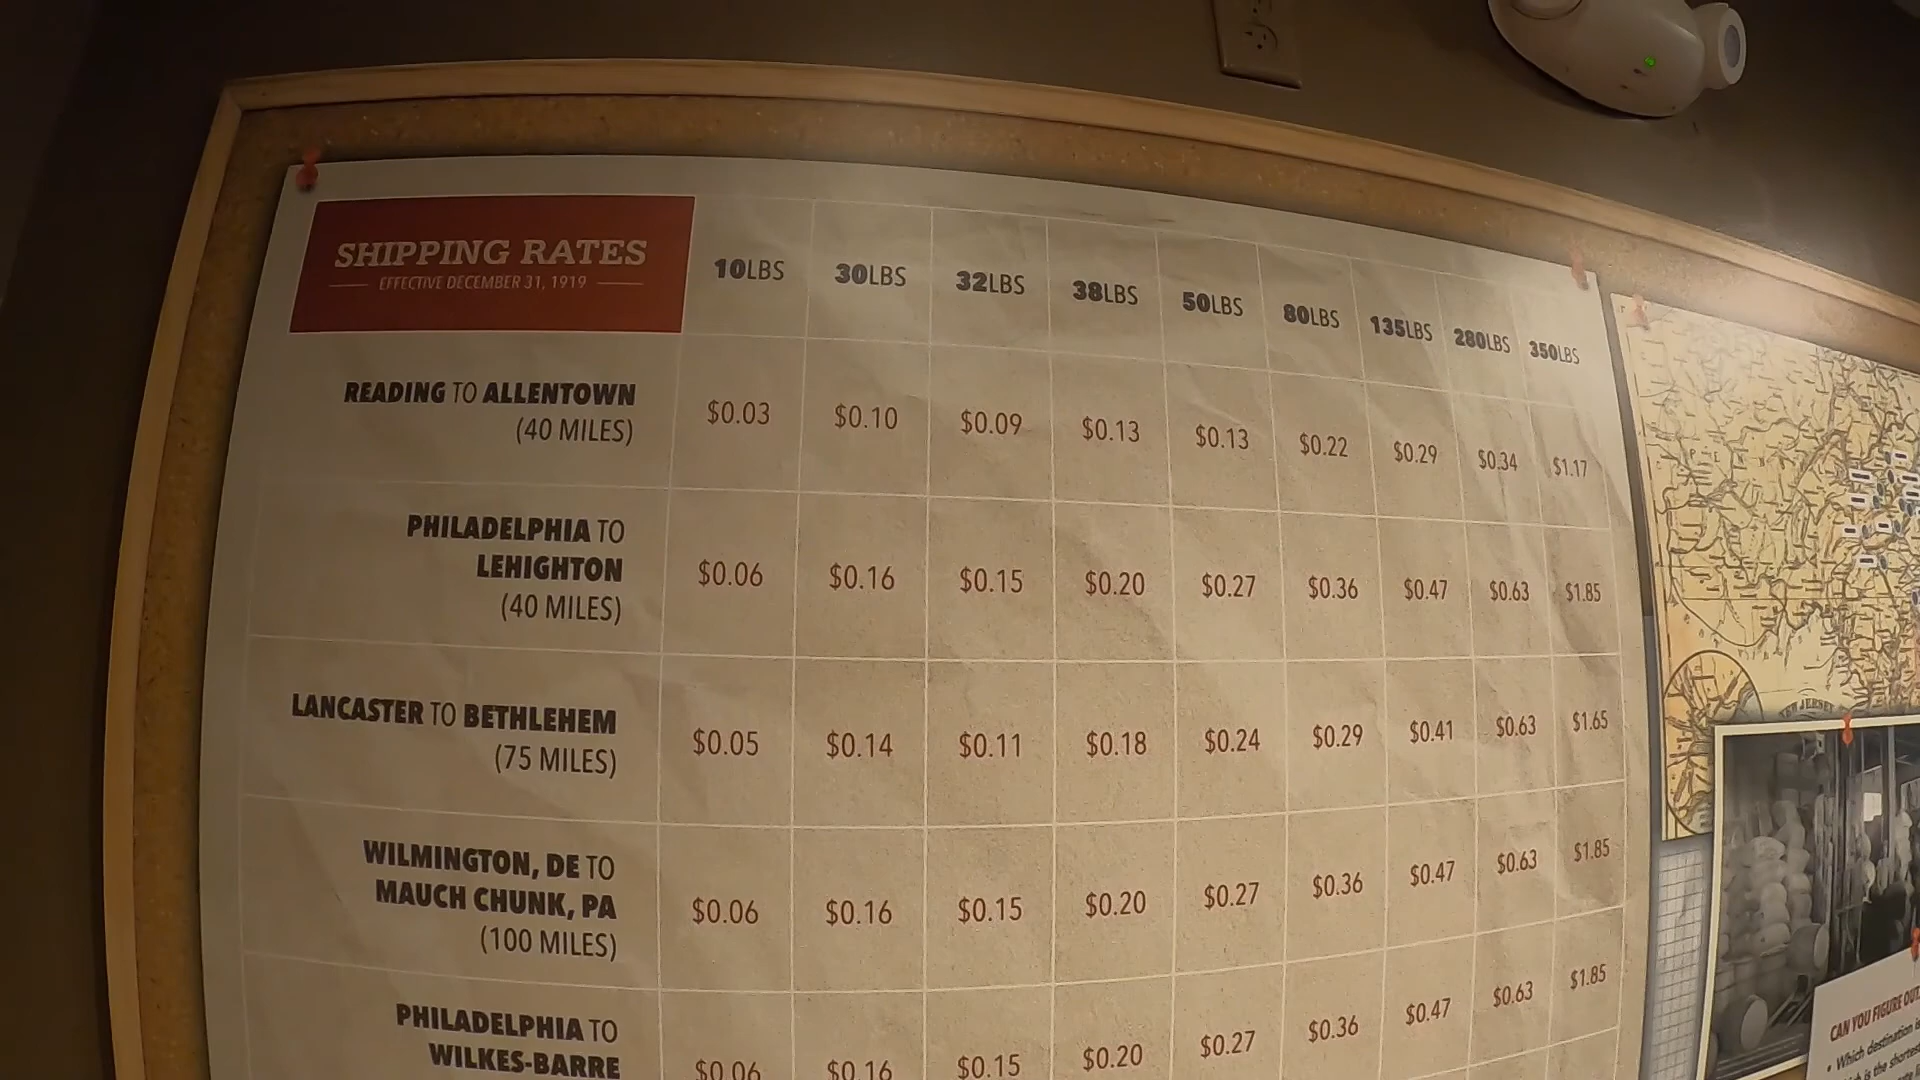 SHIPPING RATES
EFFECTIVE DECEMBER 31, 1919
10LBS 30LBS 32LBS 38LBS 50LBS 80LBS 135LBS 280LBS 350LBS
READING TO ALLENTOWN
(40 MILES)
$0.03 $0.10 $0.09 $0.13 $0.13 $0.22 $0.29 $0.34 $1.17
PHILADELPHIA TO
LEHIGHTON
(40 MILES)
$0.06 $0.16 $0.15 $0.20 $0.27 $0.36 $0.47 $0.63 $1.85
LANCASTER TO BETHLEHEM
(75 MILES)
$0.05 $0.14 $0.11 $0.18 $0.24 $0.29 $0.41 $0.63 $1.65
WILMINGTON, DE TO
MAUCH CHUNK, PA
(100 MILES)
$0.06 $0.16 $0.15 $0.20 $0.27 $0.36 $0.47 $0.63 $1.85
PHILADELPHIA TO
WILKES-BARRE
$0.06 $0.16 $0.15 $0.20 $0.27 $0.36 $0.47 $0.63 $1.85
NEW JERSEY
CAN YOU FIGURE OUT
• Which destination
is the shortest